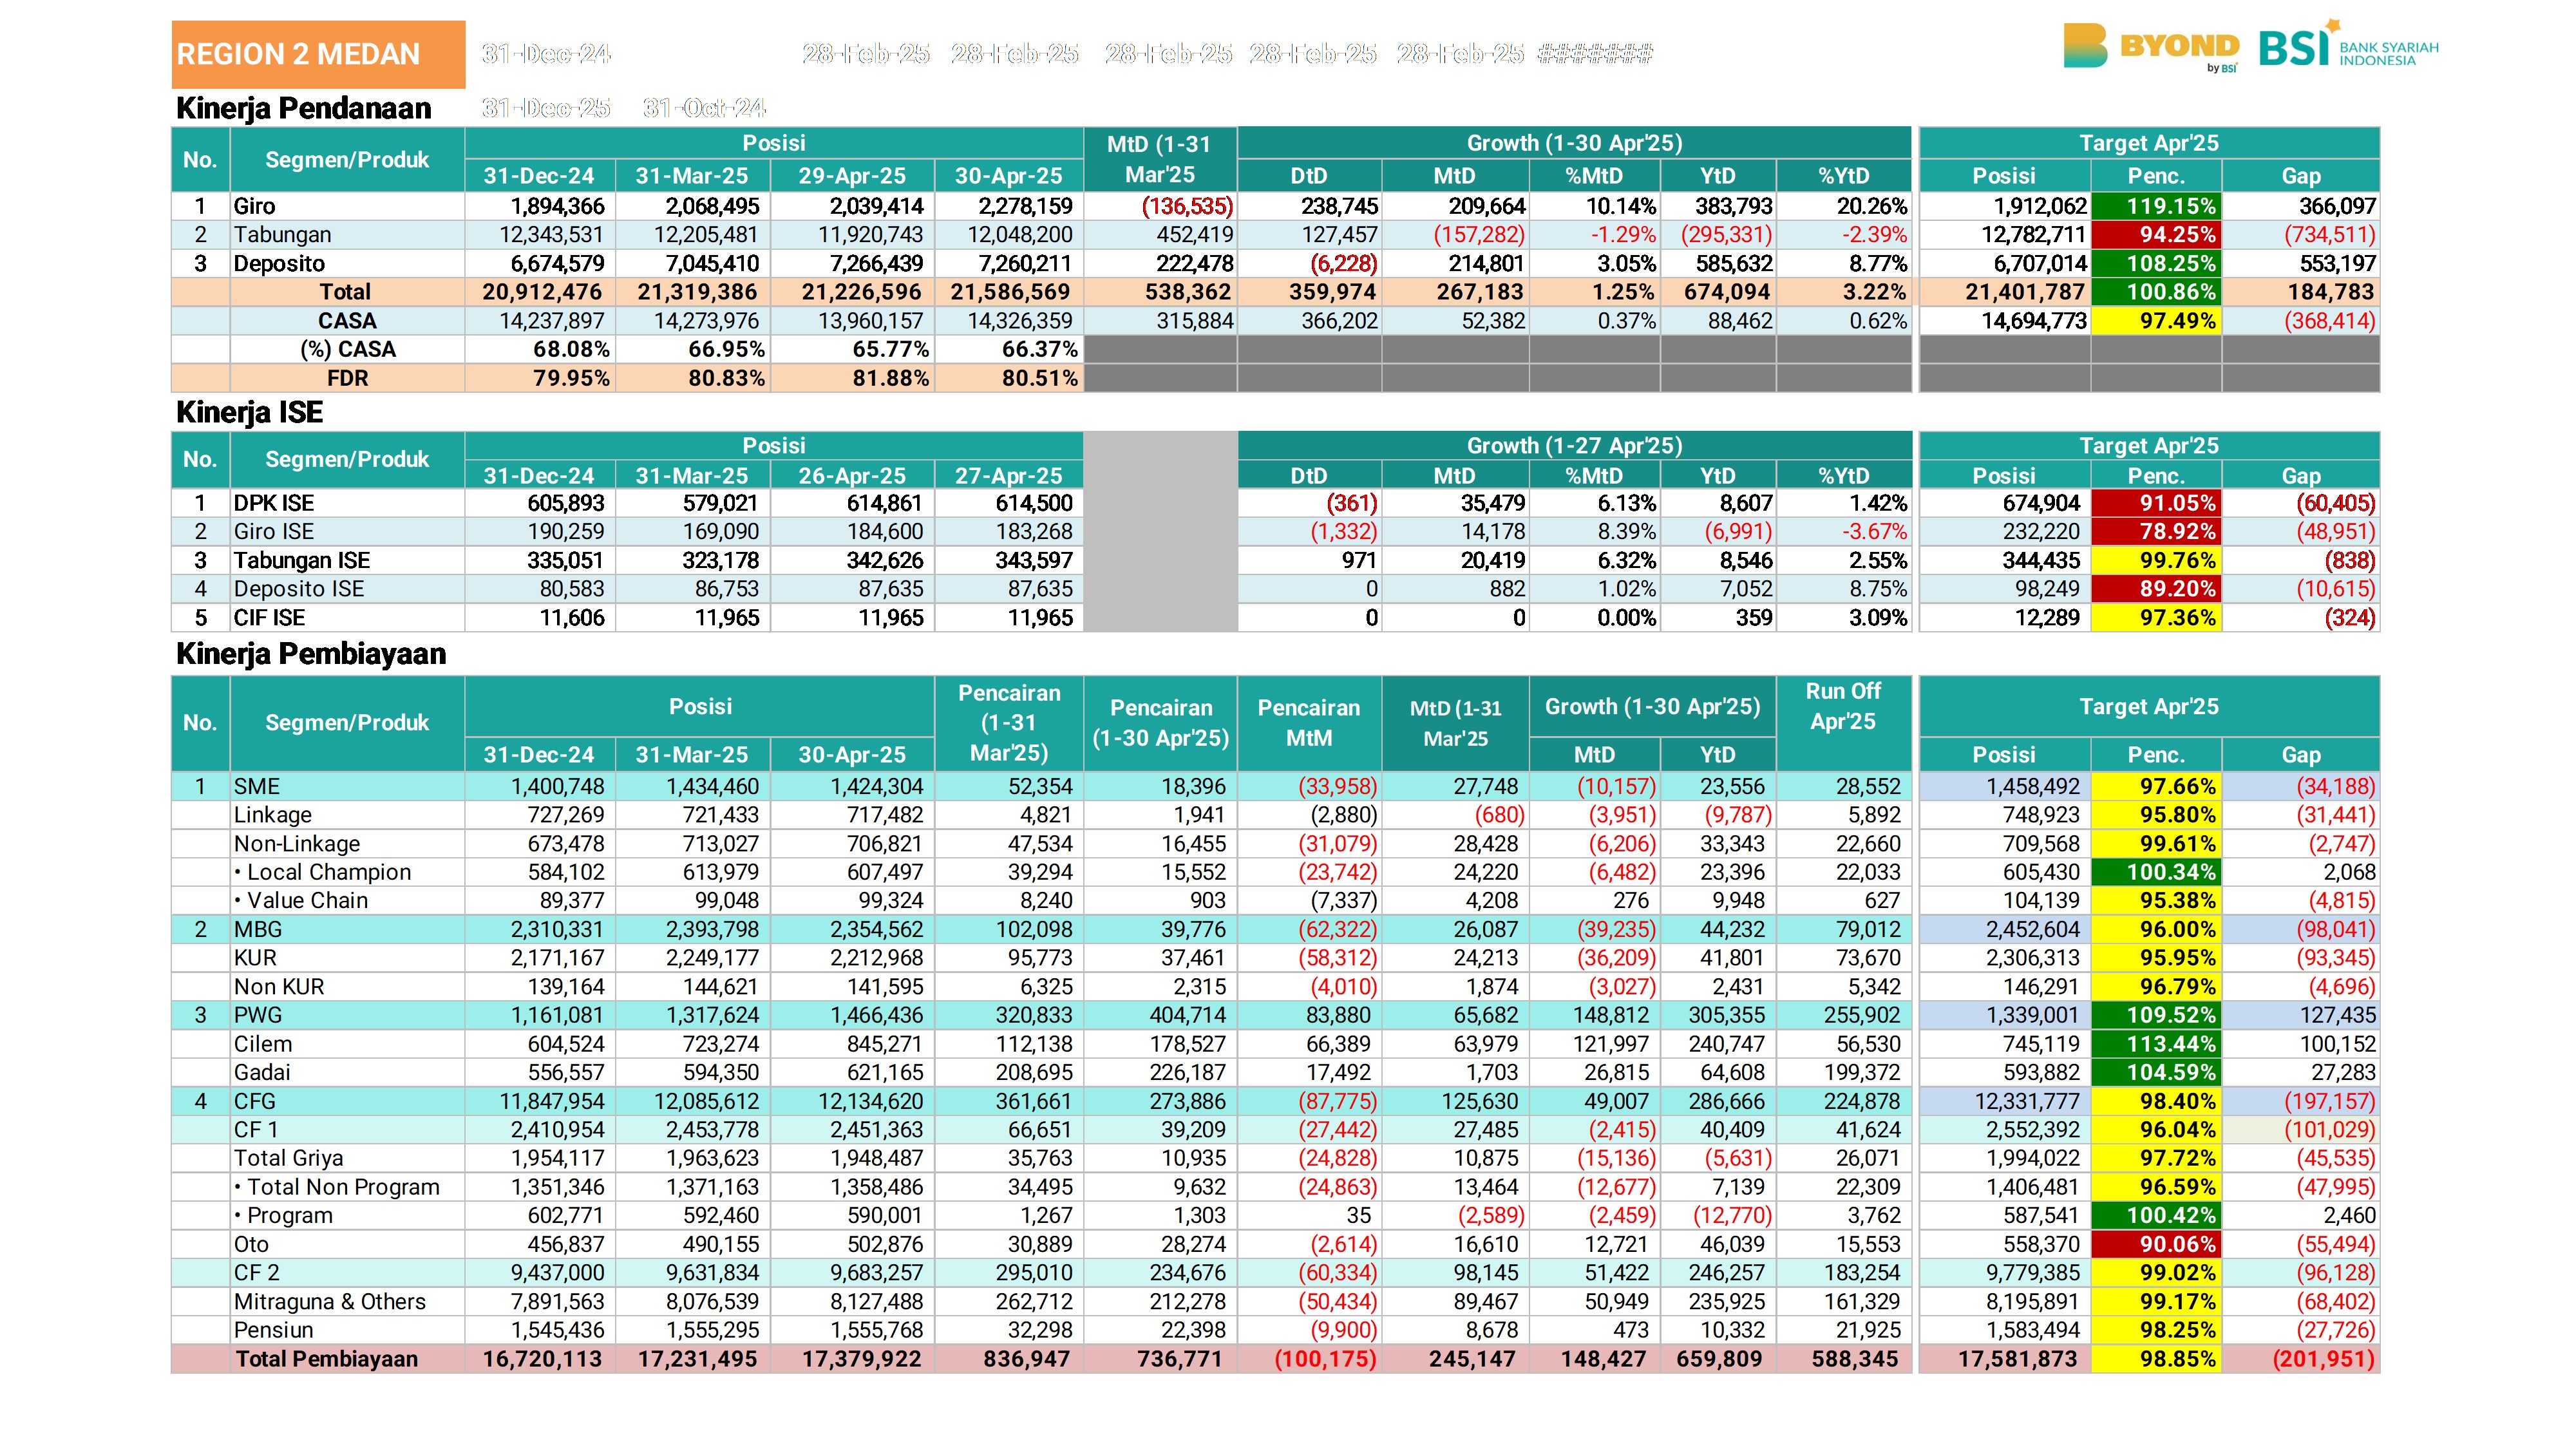 REGION 2 MEDAN 31-Dec-24 28-Feb-25 28-Feb-25 28-Feb-25 28-Feb-25 28-Feb-25 #######
BYOND by BSI BSI BANK SYARIAH INDONESIA
Kinerja Pendanaan 31-Dec-25 31-Oct-24
No. Segmen/Produk Posisi MtD (1-31 Mar'25 Growth (1-30 Apr'25) Target Apr'25
31-Dec-24 31-Mar-25 29-Apr-25 30-Apr-25 DtD MtD %MtD YtD %YtD Posisi Penc. Gap
1 Giro 1,894,366 2,068,495 2,039,414 2,278,159 (136,535) 238,745 209,664 10.14% 383,793 20.26% 1,912,062 119.15% 366,097
2 Tabungan 12,343,531 12,205,481 11,920,743 12,048,200 452,419 127,457 (157,282) -1.29% (295,331) -2.39% 12,782,711 94.25% (734,511)
3 Deposito 6,674,579 7,045,410 7,266,439 7,260,211 222,478 (6,228) 214,801 3.05% 585,632 8.77% 6,707,014 108.25% 553,197
Total 20,912,476 21,319,386 21,226,596 21,586,569 538,362 359,974 267,183 1.25% 674,094 3.22% 21,401,787 100.86% 184,783
CASA 14,237,897 14,273,976 13,960,157 14,326,359 315,884 366,202 52,382 0.37% 88,462 0.62% 14,694,773 97.49% (368,414)
(%) CASA 68.08% 66.95% 65.77% 66.37%
FDR 79.95% 80.83% 81.88% 80.51%
Kinerja ISE
No. Segmen/Produk Posisi Growth (1-27 Apr'25) Target Apr'25
31-Dec-24 31-Mar-25 26-Apr-25 27-Apr-25 DtD MtD %MtD YtD %YtD Posisi Penc. Gap
1 DPK ISE 605,893 579,021 614,861 614,500 (361) 35,479 6.13% 8,607 1.42% 674,904 91.05% (60,405)
2 Giro ISE 190,259 169,090 184,600 183,268 (1,332) 14,178 8.39% (6,991) -3.67% 232,220 78.92% (48,951)
3 Tabungan ISE 335,051 323,178 342,626 343,597 971 20,419 6.32% 8,546 2.55% 344,435 99.76% (838)
4 Deposito ISE 80,583 86,753 87,635 87,635 0 882 1.02% 7,052 8.75% 98,249 89.20% (10,615)
5 CIF ISE 11,606 11,965 11,965 11,965 0 0 0.00% 359 3.09% 12,289 97.36% (324)
Kinerja Pembiayaan
No. Segmen/Produk Posisi Pencairan (1-31 Mar'25) Pencairan (1-30 Apr'25) Pencairan MtM MtD (1-31 Mar'25 Growth (1-30 Apr'25) Run Off Apr'25 Target Apr'25
31-Dec-24 31-Mar-25 30-Apr-25 MtD YtD Posisi Penc. Gap
1 SME 1,400,748 1,434,460 1,424,304 52,354 18,396 (33,958) 27,748 (10,157) 23,556 28,552 1,458,492 97.66% (34,188)
Linkage 727,269 721,433 717,482 4,821 1,941 (2,880) (680) (3,951) (9,787) 5,892 748,923 95.80% (31,441)
Non-Linkage 673,478 713,027 706,821 47,534 16,455 (31,079) 28,428 (6,206) 33,343 22,660 709,568 99.61% (2,747)
• Local Champion 584,102 613,979 607,497 39,294 15,552 (23,742) 24,220 (6,482) 23,396 22,033 605,430 100.34% 2,068
• Value Chain 89,377 99,048 99,324 8,240 903 (7,337) 4,208 276 9,948 627 104,139 95.38% (4,815)
2 MBG 2,310,331 2,393,798 2,354,562 102,098 39,776 (62,322) 26,087 (39,235) 44,232 79,012 2,452,604 96.00% (98,041)
KUR 2,171,167 2,249,177 2,212,968 95,773 37,461 (58,312) 24,213 (36,209) 41,801 73,670 2,306,313 95.95% (93,345)
Non KUR 139,164 144,621 141,595 6,325 2,315 (4,010) 1,874 (3,027) 2,431 5,342 146,291 96.79% (4,696)
3 PWG 1,161,081 1,317,624 1,466,436 320,833 404,714 83,880 65,682 148,812 305,355 255,902 1,339,001 109.52% 127,435
Cilem 604,524 723,274 845,271 112,138 178,527 66,389 63,979 121,997 240,747 56,530 745,119 113.44% 100,152
Gadai 556,557 594,350 621,165 208,695 226,187 17,492 1,703 26,815 64,608 199,372 593,882 104.59% 27,283
4 CFG 11,847,954 12,085,612 12,134,620 361,661 273,886 (87,775) 125,630 49,007 286,666 224,878 12,331,777 98.40% (197,157)
CF 1 2,410,954 2,453,778 2,451,363 66,651 39,209 (27,442) 27,485 (2,415) 40,409 41,624 2,552,392 96.04% (101,029)
Total Griya 1,954,117 1,963,623 1,948,487 35,763 10,935 (24,828) 10,875 (15,136) (5,631) 26,071 1,994,022 97.72% (45,535)
• Total Non Program 1,351,346 1,371,163 1,358,486 34,495 9,632 (24,863) 13,464 (12,677) 7,139 22,309 1,406,481 96.59% (47,995)
• Program 602,771 592,460 590,001 1,267 1,303 35 (2,589) (2,459) (12,770) 3,762 587,541 100.42% 2,460
Oto 456,837 490,155 502,876 30,889 28,274 (2,614) 16,610 12,721 46,039 15,553 558,370 90.06% (55,494)
CF 2 9,437,000 9,631,834 9,683,257 295,010 234,676 (60,334) 98,145 51,422 246,257 183,254 9,779,385 99.02% (96,128)
Mitraguna & Others 7,891,563 8,076,539 8,127,488 262,712 212,278 (50,434) 89,467 50,949 235,925 161,329 8,195,891 99.17% (68,402)
Pensiun 1,545,436 1,555,295 1,555,768 32,298 22,398 (9,900) 8,678 473 10,332 21,925 1,583,494 98.25% (27,726)
Total Pembiayaan 16,720,113 17,231,495 17,379,922 836,947 736,771 (100,175) 245,147 148,427 659,809 588,345 17,581,873 98.85% (201,951)